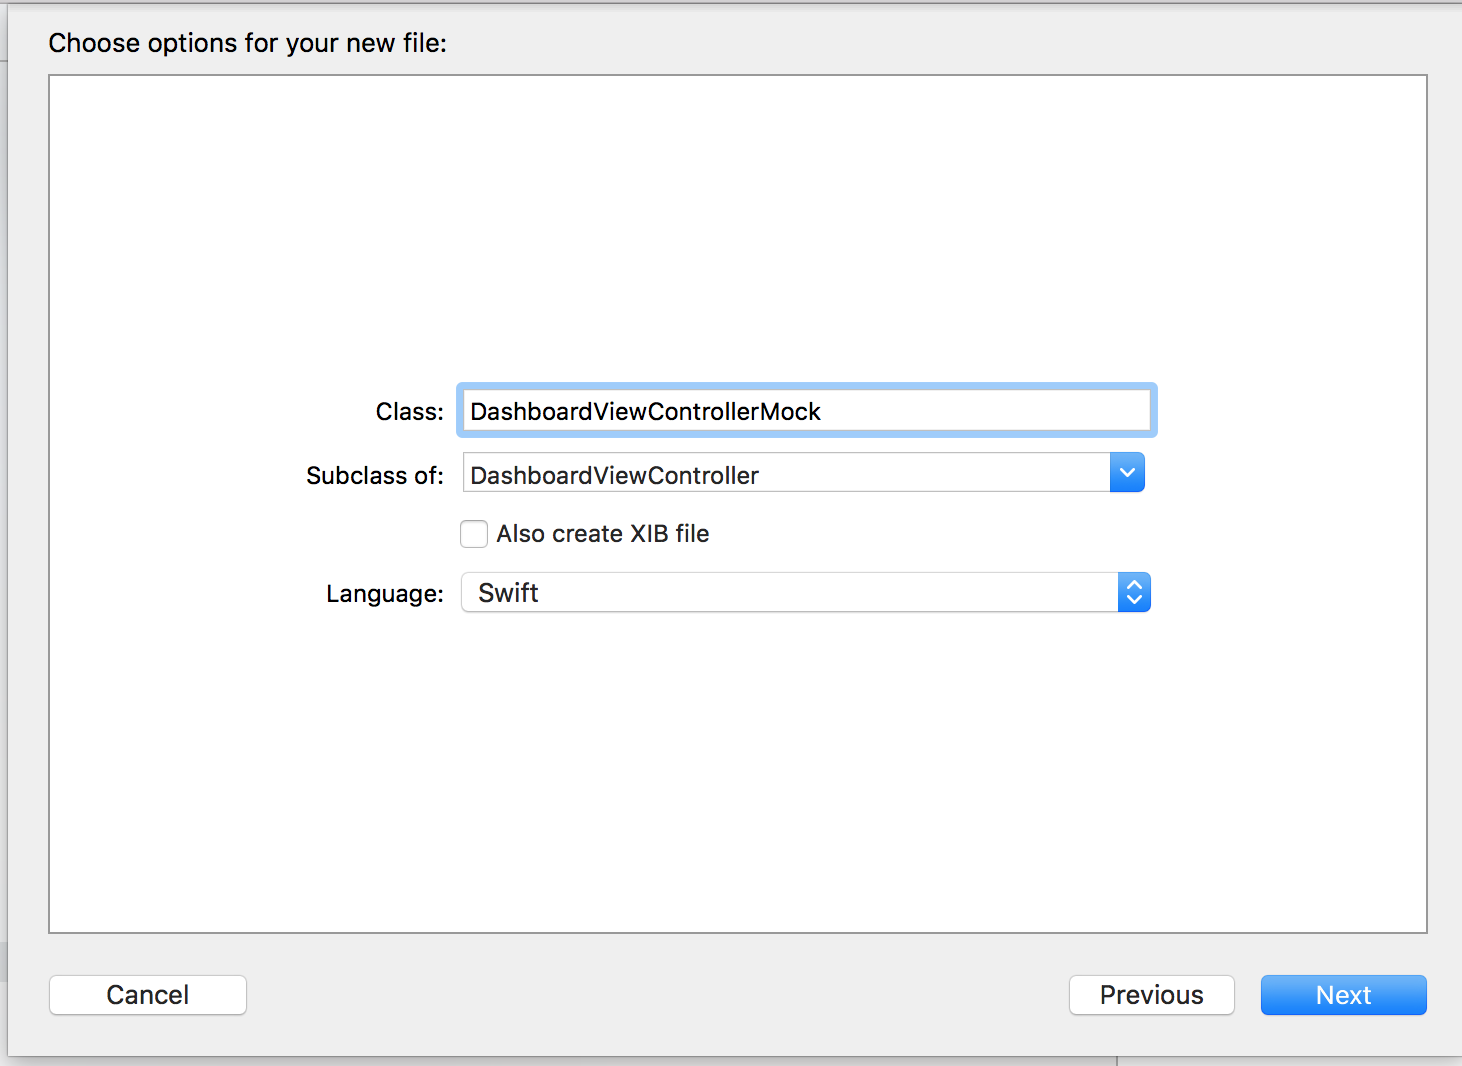 Choose options for your new file:
Class: DashboardViewControllerMock
Subclass of: DashboardViewController
Also create XIB file
Language: Swift
Cancel Previous Next